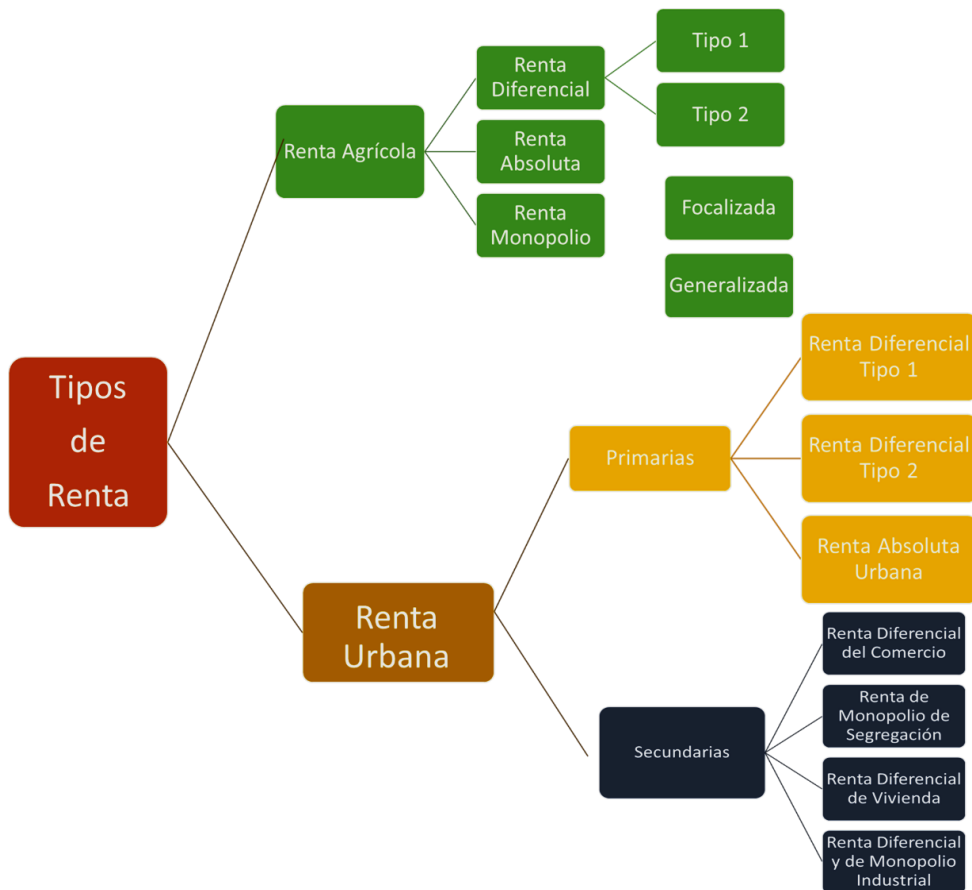 Tipos
de
Renta
Renta Agrícola
Renta
Diferencial
Tipo 1
Tipo 2
Renta
Absoluta
Renta
Monopolio
Focalizada
Generalizada
Renta
Urbana
Primarias
Renta Diferencial
Tipo 1
Renta Diferencial
Tipo 2
Renta Absoluta
Urbana
Secundarias
Renta Diferencial
del Comercio
Renta de
Monopolio de
Segregación
Renta Diferencial
de Vivienda
Renta Diferencial
y de Monopolio
Industrial